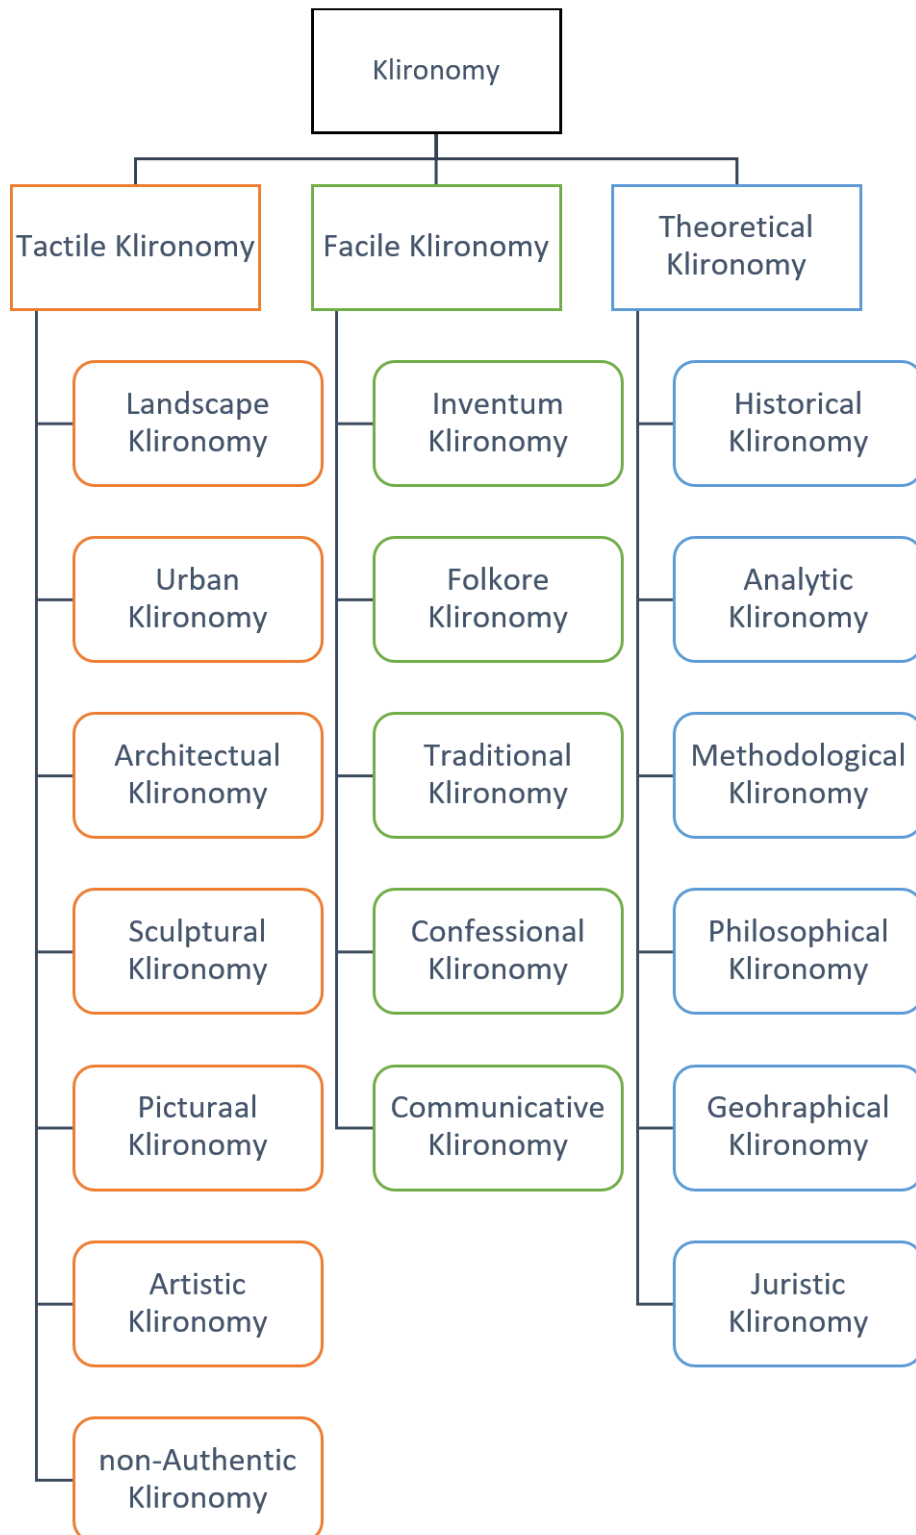 Klironomy
Tactile Klironomy
Facile Klironomy
Theoretical
Klironomy
Landscape
Klironomy
Urban
Klironomy
Architectual
Klironomy
Sculptural
Klironomy
Picturaal
Klironomy
Artistic
Klironomy
non-Authentic
Klironomy
Inventum
Klironomy
Folkore
Klironomy
Traditional
Klironomy
Confessional
Klironomy
Communicative
Klironomy
Historical
Klironomy
Analytic
Klironomy
Methodological
Klironomy
Philosophical
Klironomy
Geohraphical
Klironomy
Juristic
Klironomy